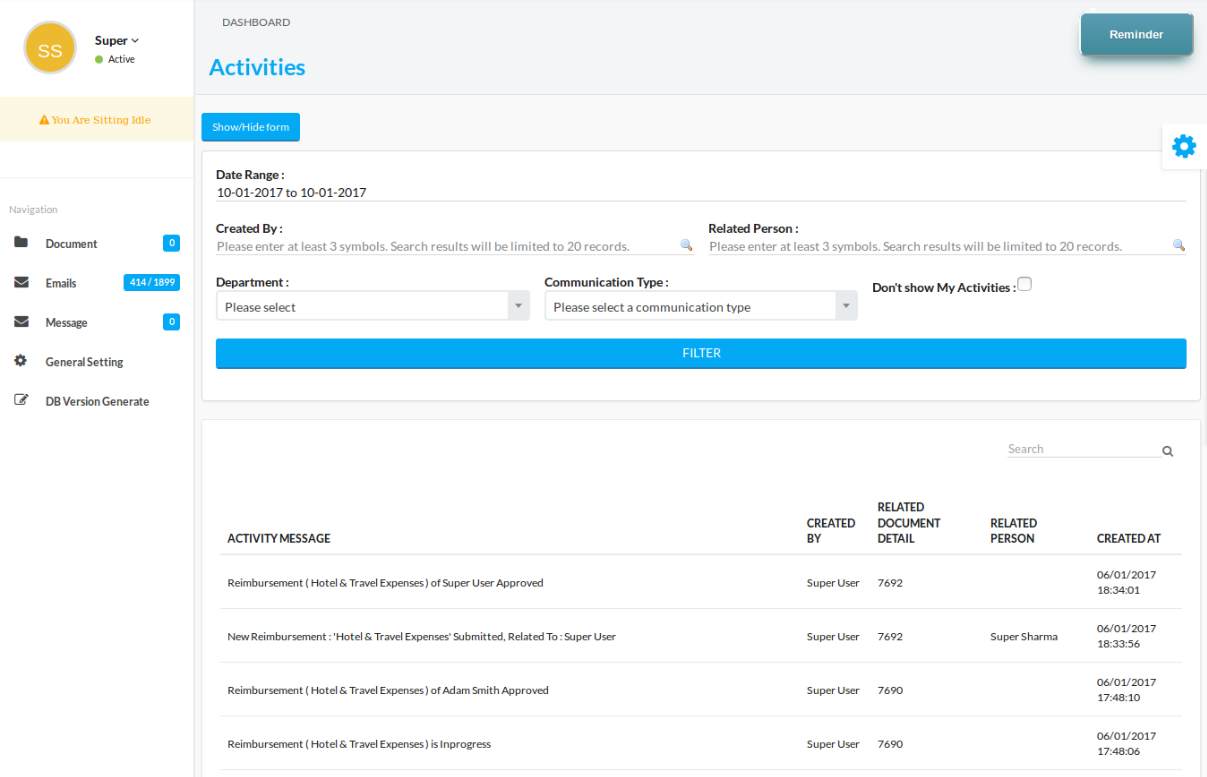 SS
Super
Active
You Are Sitting Idle
Navigation
Document 0
Emails 414 / 1899
Message 0
General Setting
DB Version Generate
DASHBOARD
Activities
Reminder
Show/Hide form
Date Range :
10-01-2017 to 10-01-2017
Created By :
Please enter at least 3 symbols. Search results will be limited to 20 records.
Related Person :
Please enter at least 3 symbols. Search results will be limited to 20 records.
Department :
Please select
Communication Type :
Please select a communication type
Don't show My Activities :
FILTER
Search
ACTIVITY MESSAGE
CREATED
BY
RELATED
DOCUMENT
DETAIL
RELATED
PERSON
CREATED AT
Reimbursement ( Hotel & Travel Expenses ) of Super User Approved
Super User
7692
06/01/2017
18:34:01
New Reimbursement : 'Hotel & Travel Expenses' Submitted, Related To : Super User
Super User
7692
Super Sharma
06/01/2017
18:33:56
Reimbursement ( Hotel & Travel Expenses ) of Adam Smith Approved
Super User
7690
06/01/2017
17:48:10
Reimbursement ( Hotel & Travel Expenses ) is Inprogress
Super User
7690
06/01/2017
17:48:06